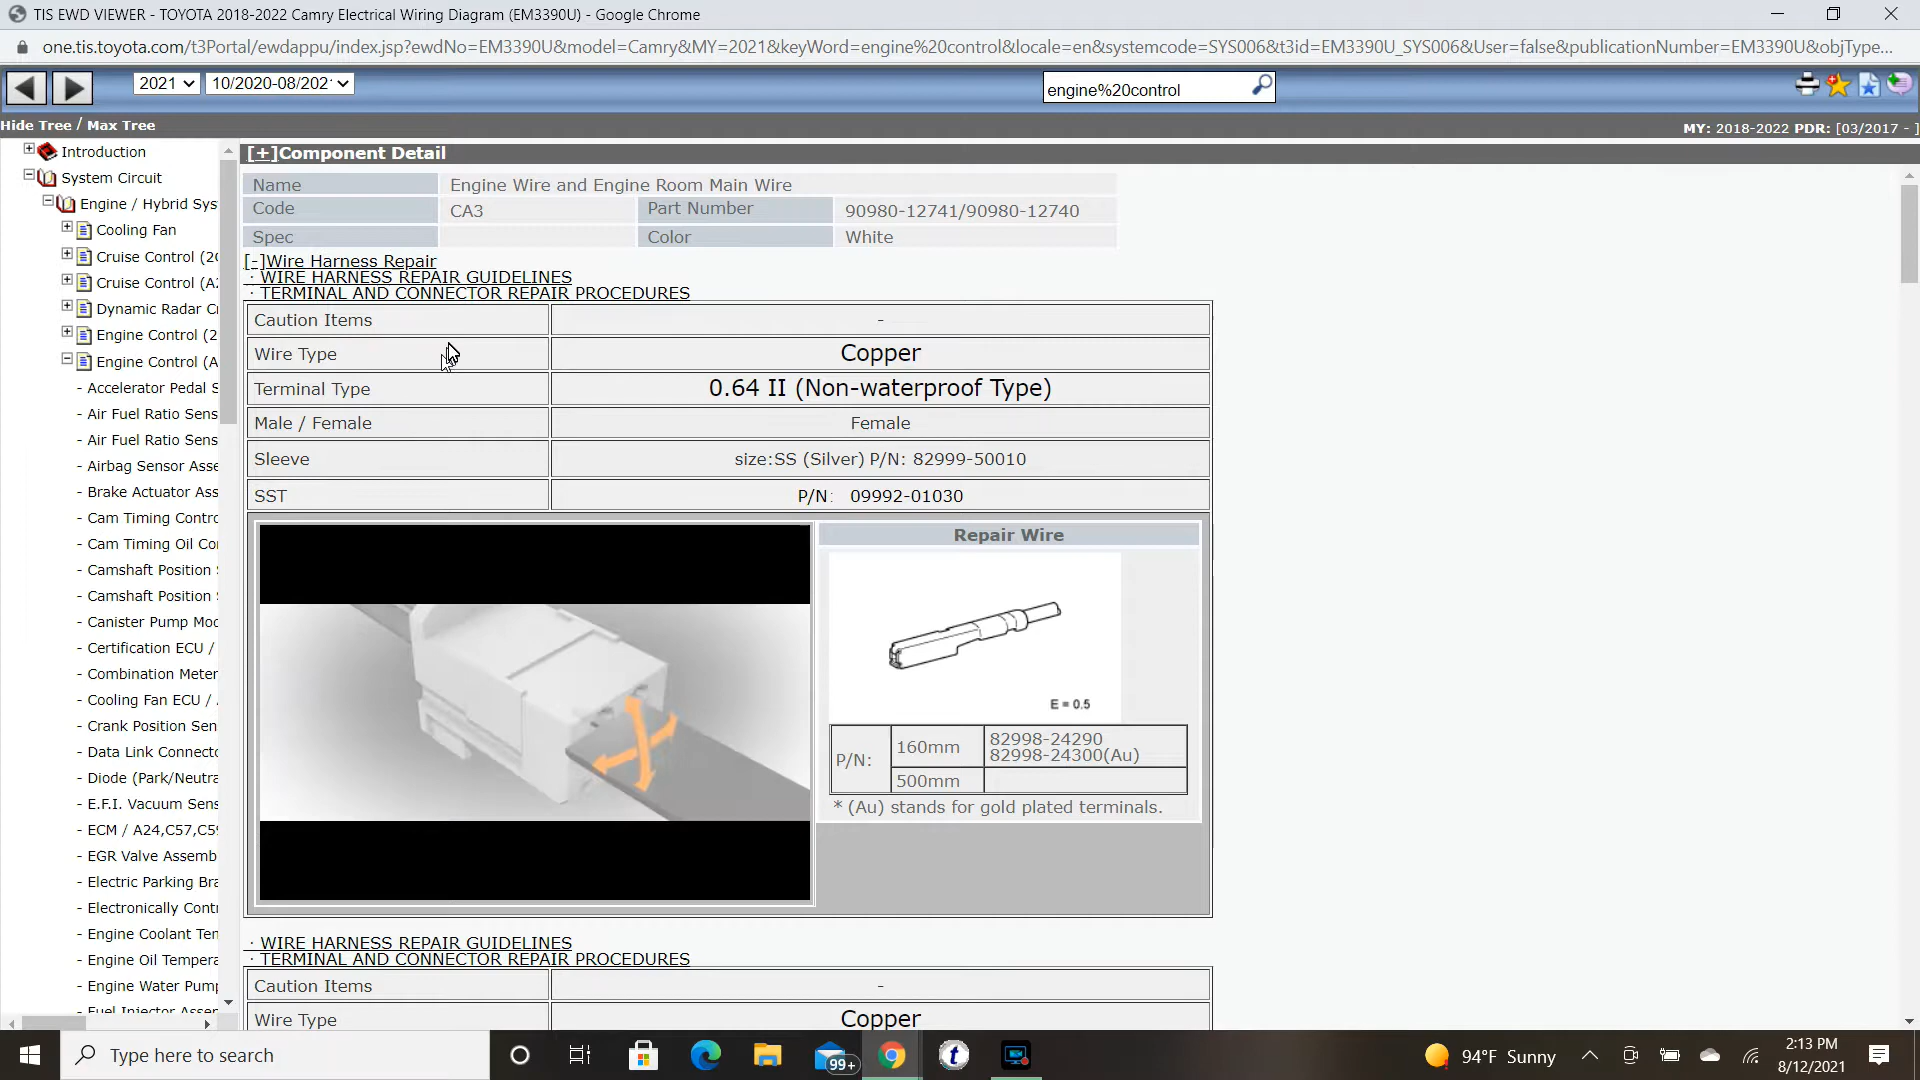 TIS EWD VIEWER - TOYOTA 2018-2022 Camry Electrical Wiring Diagram (EM3390U) - Google Chrome
one.tis.toyota.com/t3Portal/ewdappu/index.jsp?ewdNo=EM3390U&model=Camry&MY=2021&keyWord=engine%20control&locale=en&systemcode=SYS006&t3id=EM3390U_SYS006&User=false&publicationNumber=EM3390U&objType...
2021 10/2020-08/202 engine%20control
Hide Tree / Max Tree
MY: 2018-2022 PDR: [03/2017 - ]
Introduction
System Circuit
Engine / Hybrid Sys
Cooling Fan
Cruise Control (20
Cruise Control (A2
Dynamic Radar Cr
Engine Control (2
Engine Control (A
- Accelerator Pedal S
- Air Fuel Ratio Sens
- Air Fuel Ratio Sens
- Airbag Sensor Asse
- Brake Actuator Ass
- Cam Timing Contro
- Cam Timing Oil Co
- Camshaft Position
- Camshaft Position
- Canister Pump Mod
- Certification ECU /
- Combination Meter
- Cooling Fan ECU /
- Crank Position Sen
- Data Link Connecto
- Diode (Park/Neutra
- E.F.I. Vacuum Sens
- ECM / A24,C57,C59
- EGR Valve Assemb
- Electric Parking Bra
- Electronically Contr
- Engine Coolant Ten
- Engine Oil Tempera
- Engine Water Pump
- Fuel Injector Asser
[+]Component Detail
Name Engine Wire and Engine Room Main Wire
Code CA3 Part Number 90980-12741/90980-12740
Spec Color White
[-]Wire Harness Repair
· WIRE HARNESS REPAIR GUIDELINES
· TERMINAL AND CONNECTOR REPAIR PROCEDURES
Caution Items -
Wire Type Copper
Terminal Type 0.64 II (Non-waterproof Type)
Male / Female Female
Sleeve size:SS (Silver) P/N: 82999-50010
SST P/N: 09992-01030
Repair Wire
E = 0.5
P/N: 160mm 82998-24290
82998-24300(Au)
500mm
* (Au) stands for gold plated terminals.
· WIRE HARNESS REPAIR GUIDELINES
· TERMINAL AND CONNECTOR REPAIR PROCEDURES
Caution Items -
Wire Type Copper
Type here to search
99+
t
94°F Sunny
2:13 PM
8/12/2021